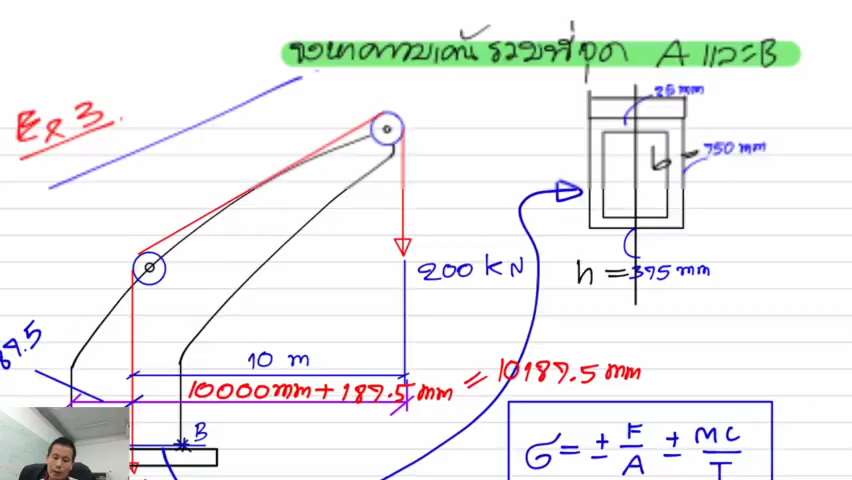 จงหาความเค้นรวมที่จุด A และ B
Ex 3.
25 mm
b = 750 mm
200 KN
h = 375 mm
10 m
10000mm + 187.5 mm = 10187.5 mm
B
σ = ± F/A ± MC/I